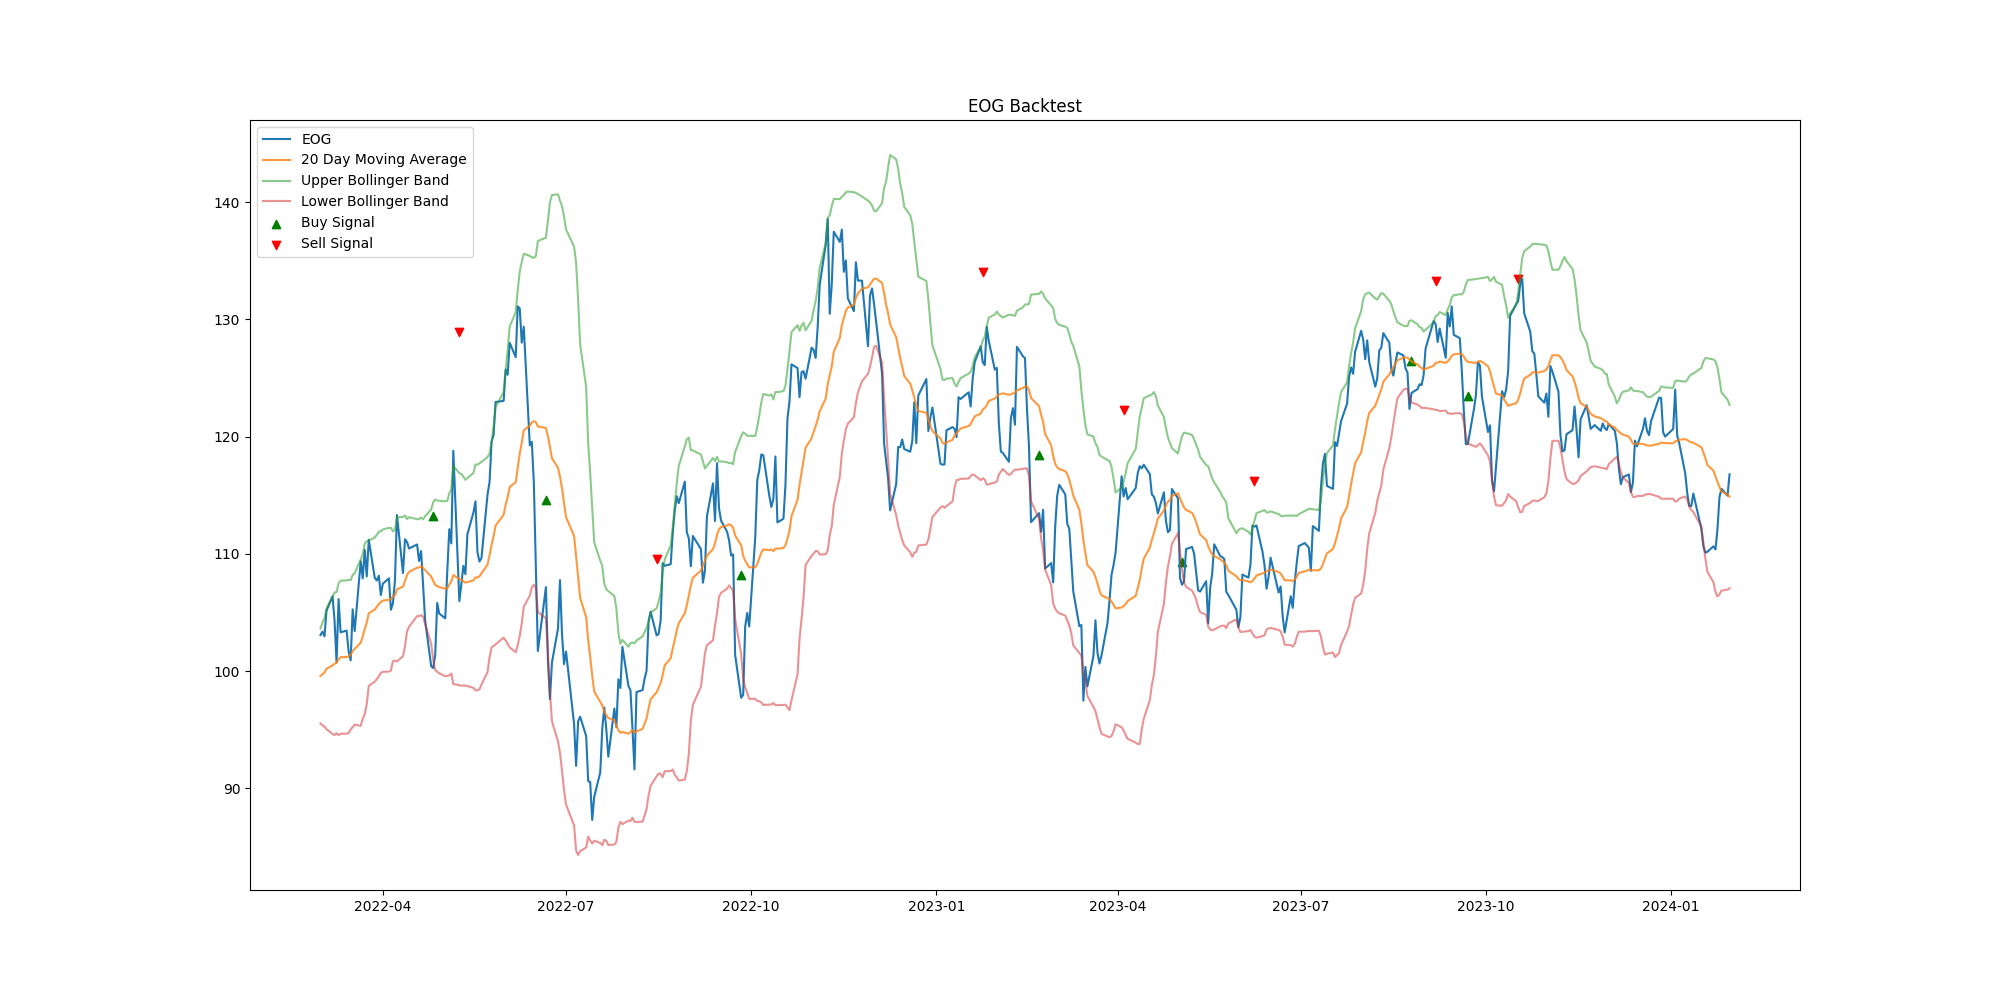 EOG Backtest
EOG
20 Day Moving Average
Upper Bollinger Band
Lower Bollinger Band
Buy Signal
Sell Signal
140
130
120
110
100
90
2022-04 2022-07 2022-10 2023-01 2023-04 2023-07 2023-10 2024-01